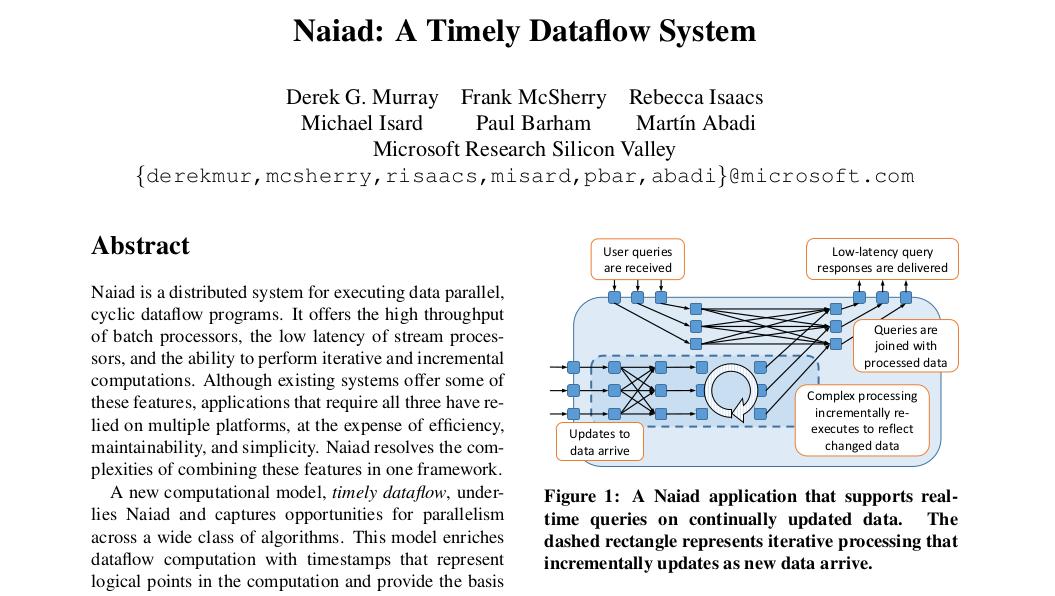 Naiad: A Timely Dataflow System
Derek G. Murray Frank McSherry Rebecca Isaacs
Michael Isard Paul Barham Martín Abadi
Microsoft Research Silicon Valley
{derekmur,mcsherry,risaacs,misard,pbar,abadi}@microsoft.com
Abstract
Naiad is a distributed system for executing data parallel,
cyclic dataflow programs. It offers the high throughput
of batch processors, the low latency of stream proces-
sors, and the ability to perform iterative and incremental
computations. Although existing systems offer some of
these features, applications that require all three have re-
lied on multiple platforms, at the expense of efficiency,
maintainability, and simplicity. Naiad resolves the com-
plexities of combining these features in one framework.
A new computational model, timely dataflow, under-
lies Naiad and captures opportunities for parallelism
across a wide class of algorithms. This model enriches
dataflow computation with timestamps that represent
logical points in the computation and provide the basis
User queries
are received
Low-latency query
responses are delivered
Queries are
joined with
processed data
Complex processing
incrementally re-
executes to reflect
changed data
Updates to
data arrive
Figure 1: A Naiad application that supports real-
time queries on continually updated data. The
dashed rectangle represents iterative processing that
incrementally updates as new data arrive.